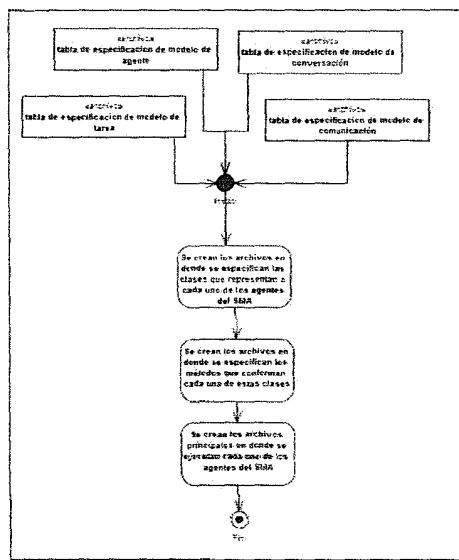 tabla de especificacion de modelo de
agente
tabla de especificacion de modelo de
conversación
tabla de especificacion de modelo de
tarea
tabla de especificacion de modelo de
comunicación
Se crean los archivos en
donde se especifican las
clases que representan a
cada uno de los agentes
del SMA
Se crean los archivos en
donde se especifican los
métodos que conforman
cada una de estas clases
Se crean los archivos
principales en donde se
ejecutan cada uno de los
agentes del SMA
Fin